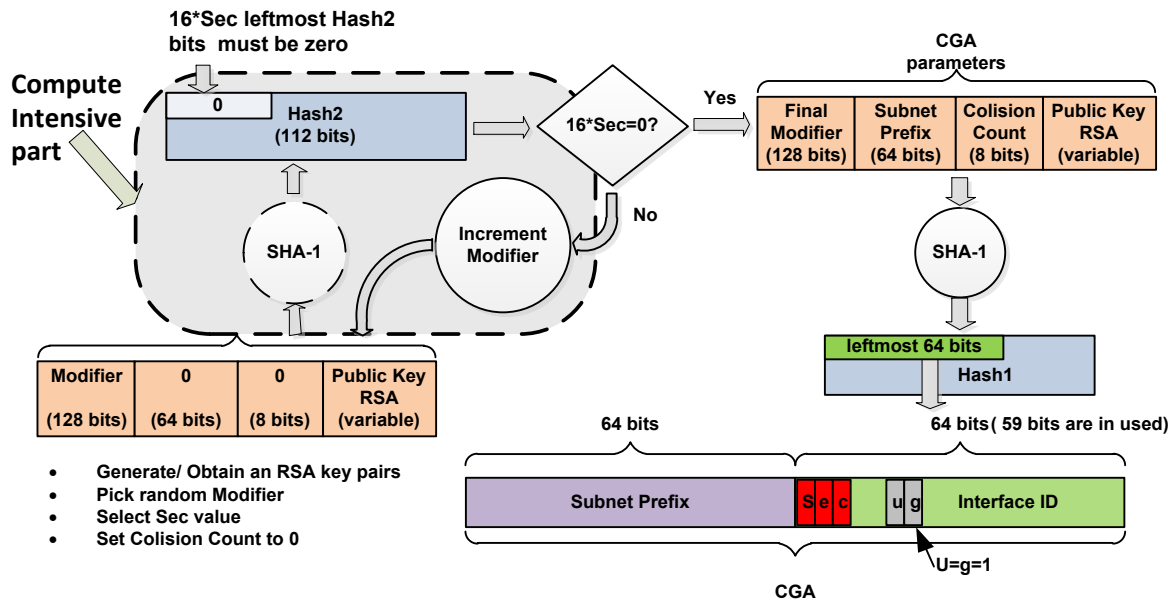 16*Sec leftmost Hash2
bits must be zero
Compute
Intensive
part
0
Hash2
(112 bits)
16*Sec=0?
Yes
No
SHA-1
Increment
Modifier
Modifier
(128 bits)
0
(64 bits)
0
(8 bits)
Public Key
RSA
(variable)
• Generate/ Obtain an RSA key pairs
• Pick random Modifier
• Select Sec value
• Set Colision Count to 0
CGA
parameters
Final
Modifier
(128 bits)
Subnet
Prefix
(64 bits)
Colision
Count
(8 bits)
Public Key
RSA
(variable)
SHA-1
leftmost 64 bits
Hash1
64 bits
64 bits( 59 bits are in used)
Subnet Prefix
S e c
u g
Interface ID
U=g=1
CGA